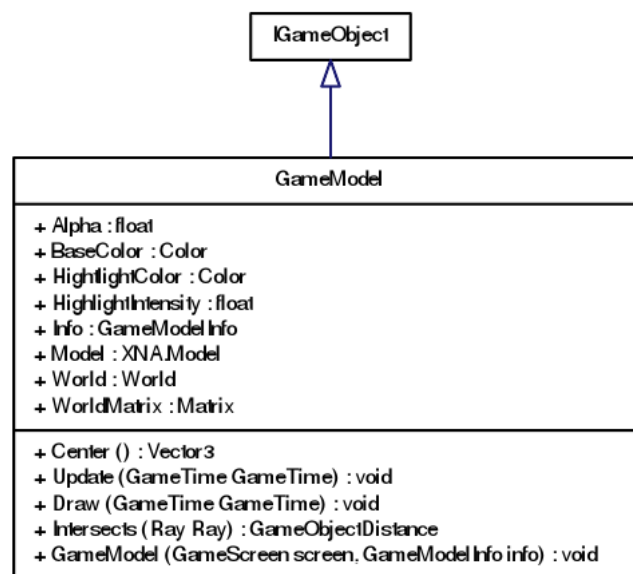 IGameObject
GameModel
+ Alpha : float
+ BaseColor : Color
+ HightlightColor : Color
+ HighlightIntensity : float
+ Info : GameModelInfo
+ Model : XNA.Model
+ World : World
+ WorldMatrix : Matrix
+ Center () : Vector3
+ Update (GameTime GameTime) : void
+ Draw (GameTime GameTime) : void
+ Intersects (Ray Ray) : GameObjectDistance
+ GameModel (GameScreen screen, GameModelInfo info) : void